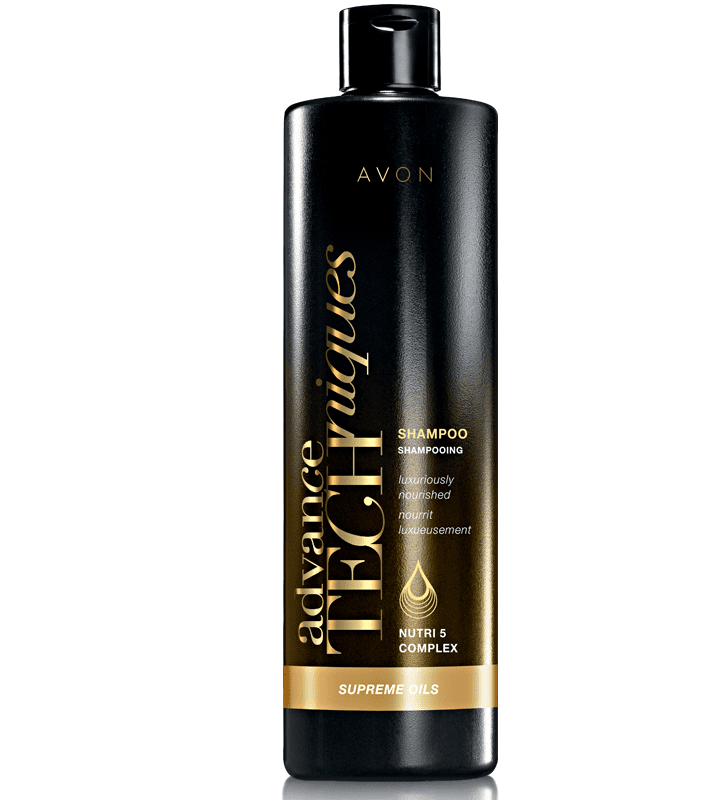 AVON
advance
TECHniques
SHAMPOO
SHAMPOOING
luxuriously
nourished
nourrit
luxueusement
NUTRI 5
COMPLEX
SUPREME OILS